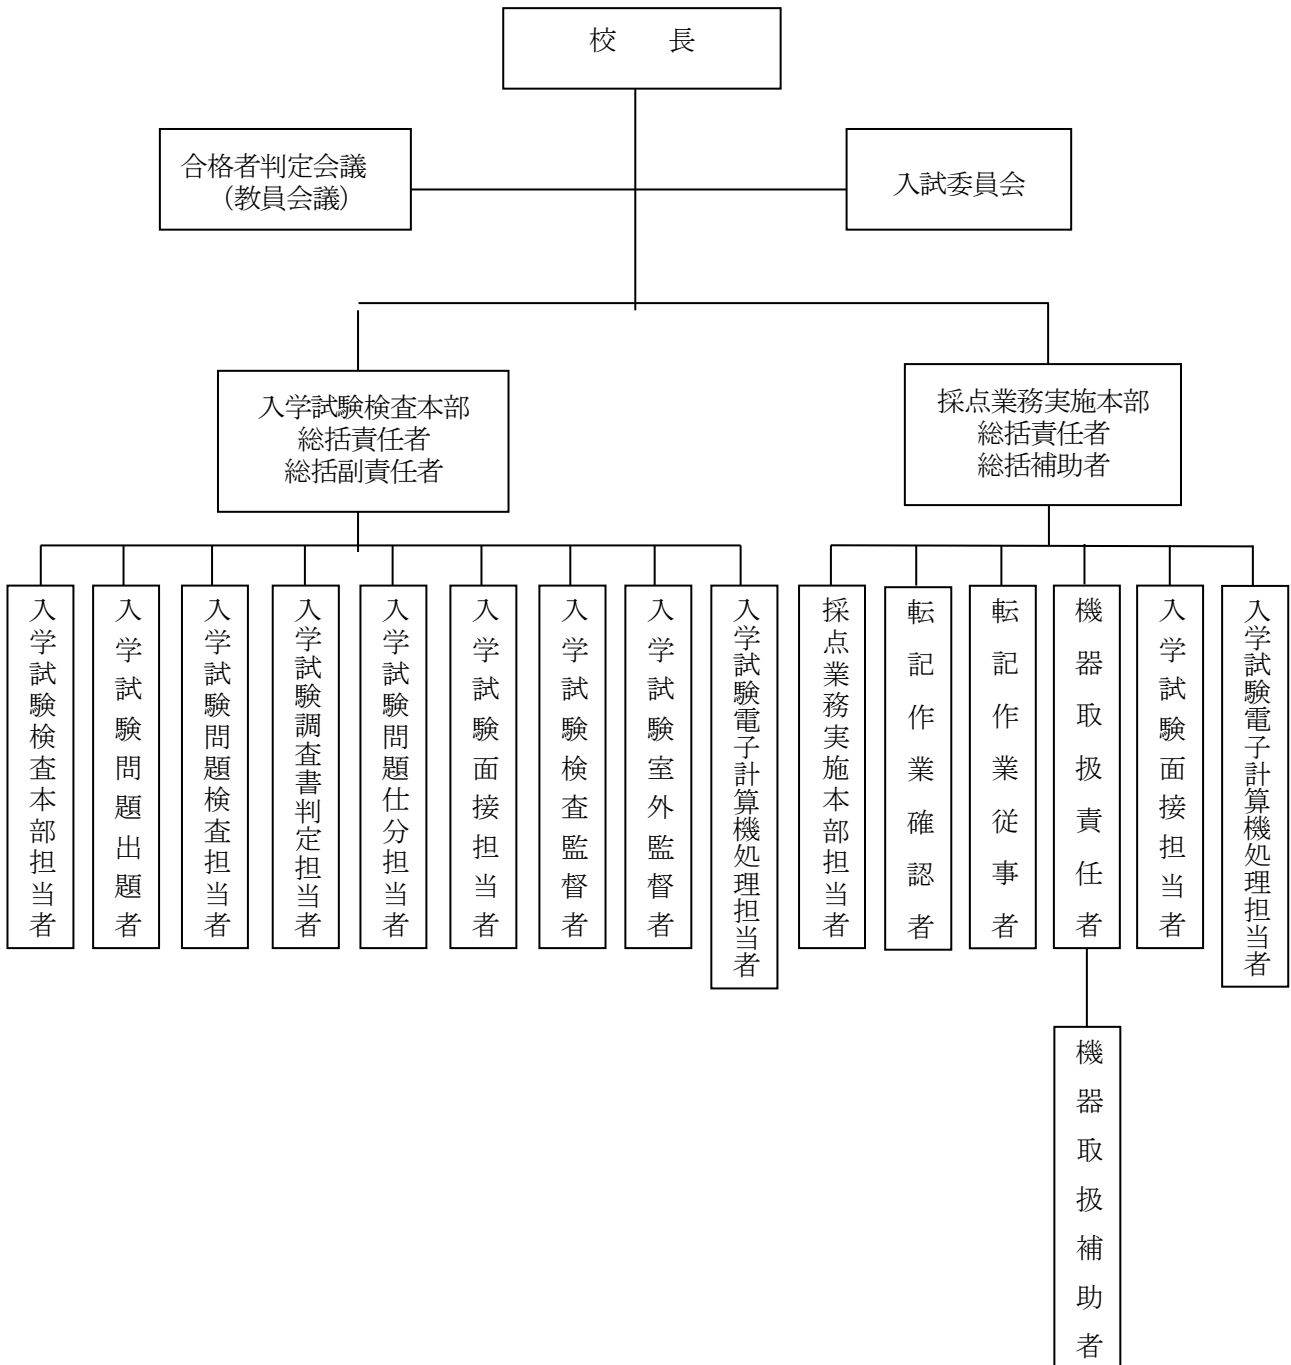 校　　長
合格者判定会議
（教員会議）
入試委員会
入学試験検査本部
総括責任者
総括副責任者
採点業務実施本部
総括責任者
総括補助者
入学試験検査本部担当者
入学試験問題出題者
入学試験問題検査担当者
入学試験調査書判定担当者
入学試験問題仕分担当者
入学試験面接担当者
入学試験検査監督者
入学試験室外監督者
入学試験電子計算機処理担当者
採点業務実施本部担当者
転記作業確認者
転記作業従事者
機器取扱責任者
入学試験面接担当者
入学試験電子計算機処理担当者
機器取扱補助者